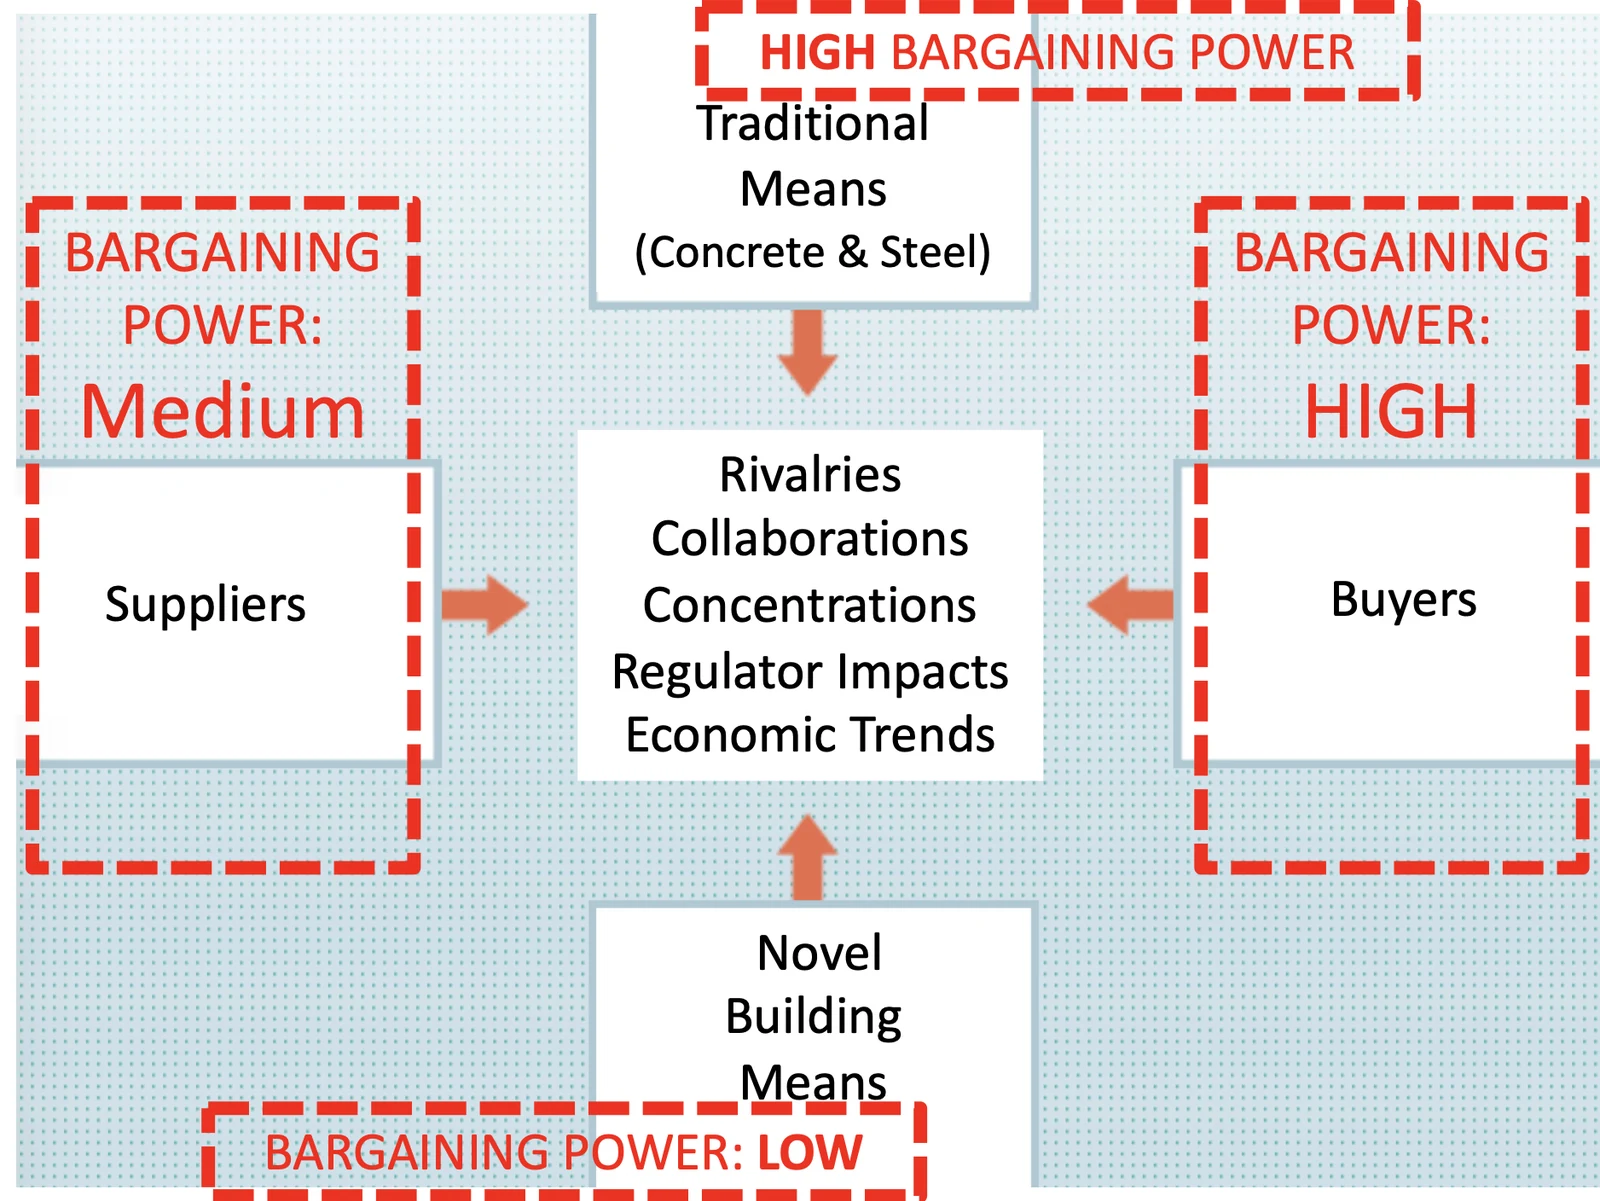 HIGH BARGAINING POWER
Traditional
Means
(Concrete & Steel)
BARGAINING
POWER:
Medium
Suppliers
Rivalries
Collaborations
Concentrations
Regulator Impacts
Economic Trends
BARGAINING
POWER:
HIGH
Buyers
Novel
Building
Means
BARGAINING POWER: LOW